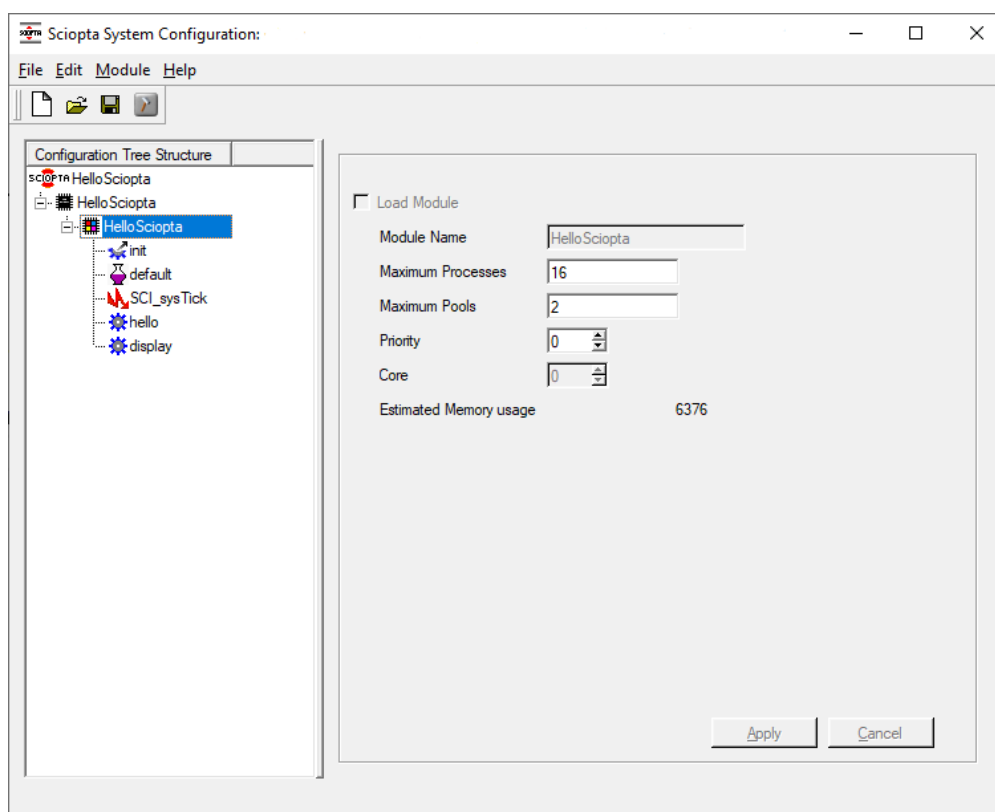 SCIOPTA Sciopta System Configuration:
File Edit Module Help
Configuration Tree Structure
SCIOPTA HelloSciopta
HelloSciopta
HelloSciopta
init
default
SCI_sysTick
hello
display
Load Module
Module Name HelloSciopta
Maximum Processes 16
Maximum Pools 2
Priority 0
Core 0
Estimated Memory usage 6376
Apply Cancel